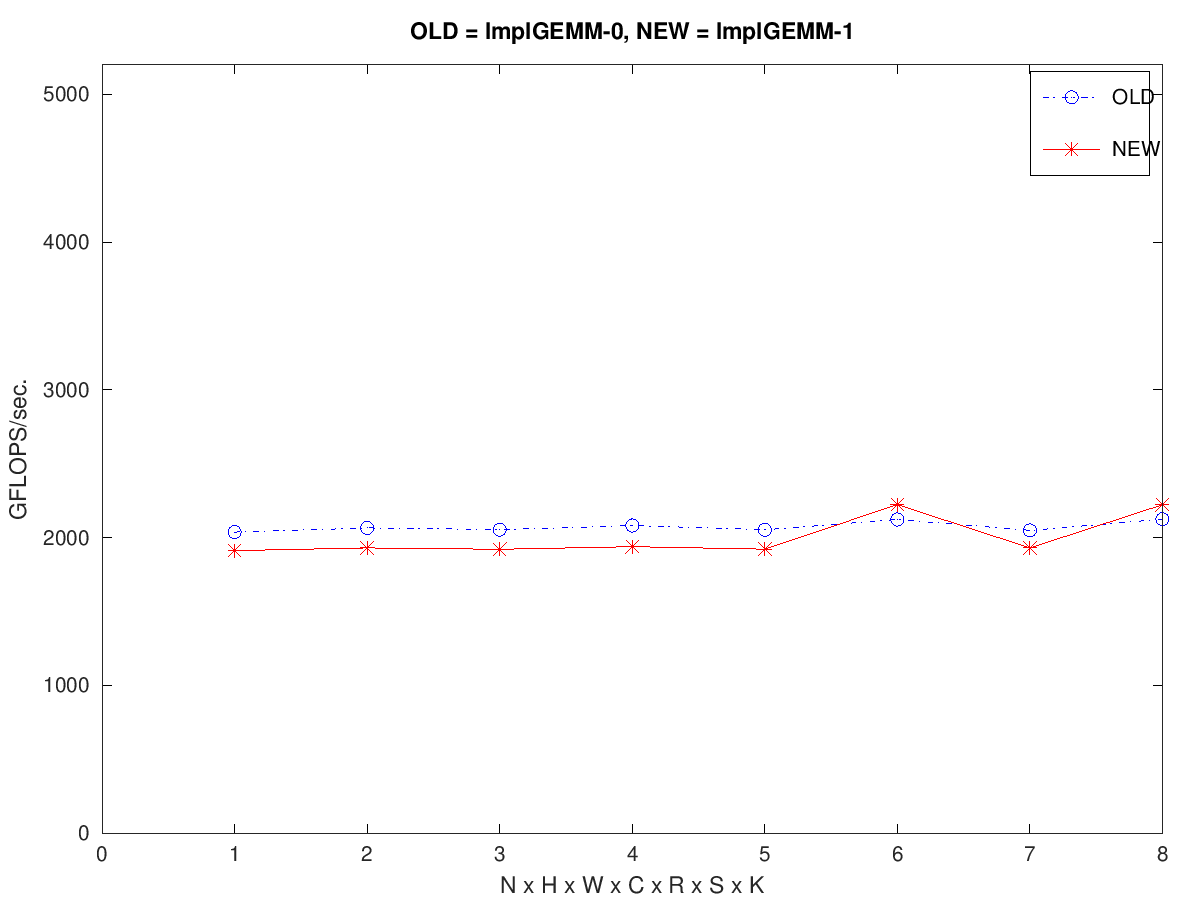 OLD = ImplGEMM-0, NEW = ImplGEMM-1
OLD
NEW
5000
4000
3000
2000
1000
0
GFLOPS/sec.
0 1 2 3 4 5 6 7 8
N x H x W x C x R x S x K